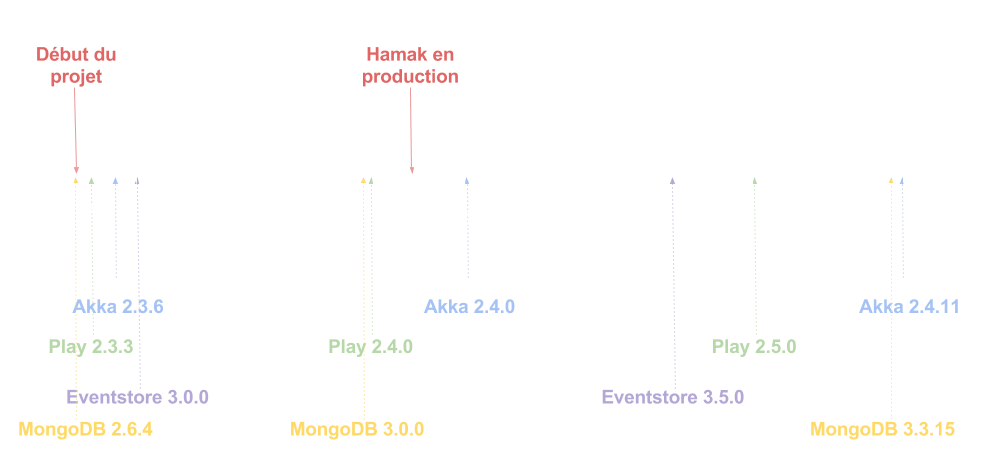 Début du
projet
Hamak en
production
Akka 2.3.6
Akka 2.4.0
Akka 2.4.11
Play 2.3.3
Play 2.4.0
Play 2.5.0
Eventstore 3.0.0
Eventstore 3.5.0
MongoDB 2.6.4
MongoDB 3.0.0
MongoDB 3.3.15